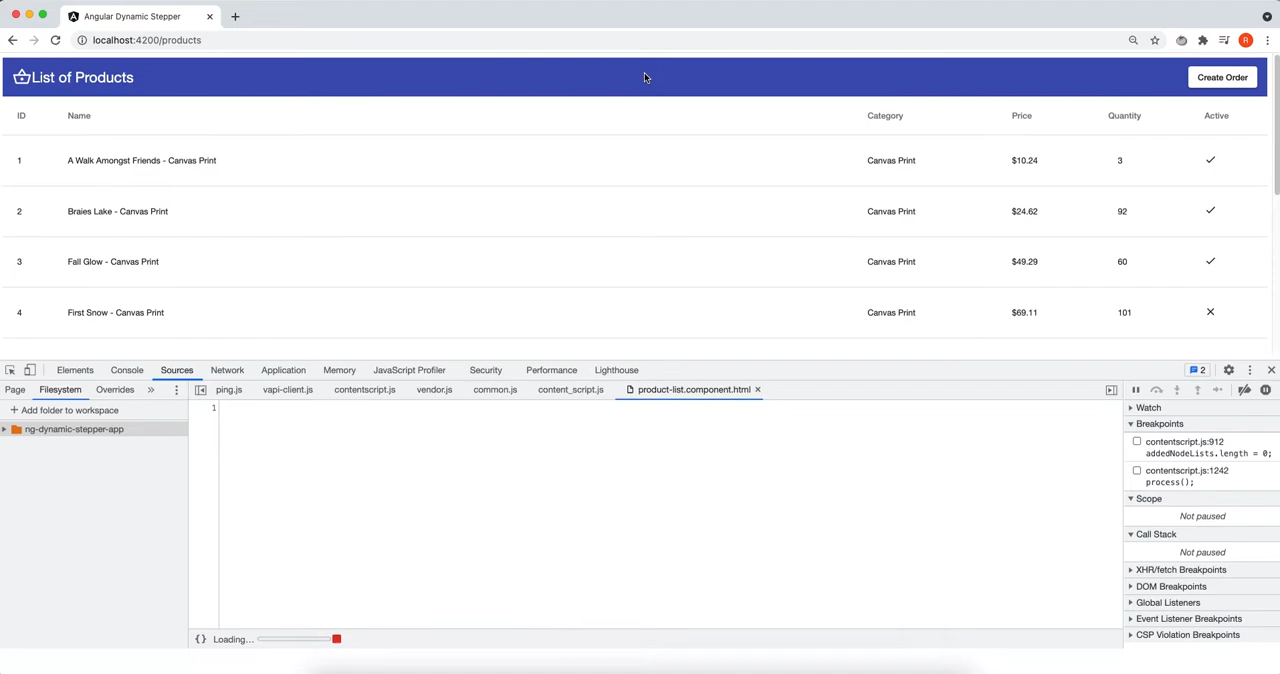 Angular Dynamic Stepper
localhost:4200/products
R
List of Products
Create Order
ID Name Category Price Quantity Active
1 A Walk Amongst Friends - Canvas Print Canvas Print $10.24 3
2 Braies Lake - Canvas Print Canvas Print $24.62 92
3 Fall Glow - Canvas Print Canvas Print $49.29 60
4 First Snow - Canvas Print Canvas Print $69.11 101
Elements Console Sources Network Application Memory JavaScript Profiler Security Performance Lighthouse 2
Page Filesystem Overrides » ping.js vapi-client.js contentscript.js vendor.js common.js content_script.js product-list.component.html
+ Add folder to workspace
ng-dynamic-stepper-app
1
{} Loading...
Watch
Breakpoints
contentscript.js:912
addedNodeLists.length = 0;
contentscript.js:1242
process();
Scope
Not paused
Call Stack
Not paused
XHR/fetch Breakpoints
DOM Breakpoints
Global Listeners
Event Listener Breakpoints
CSP Violation Breakpoints